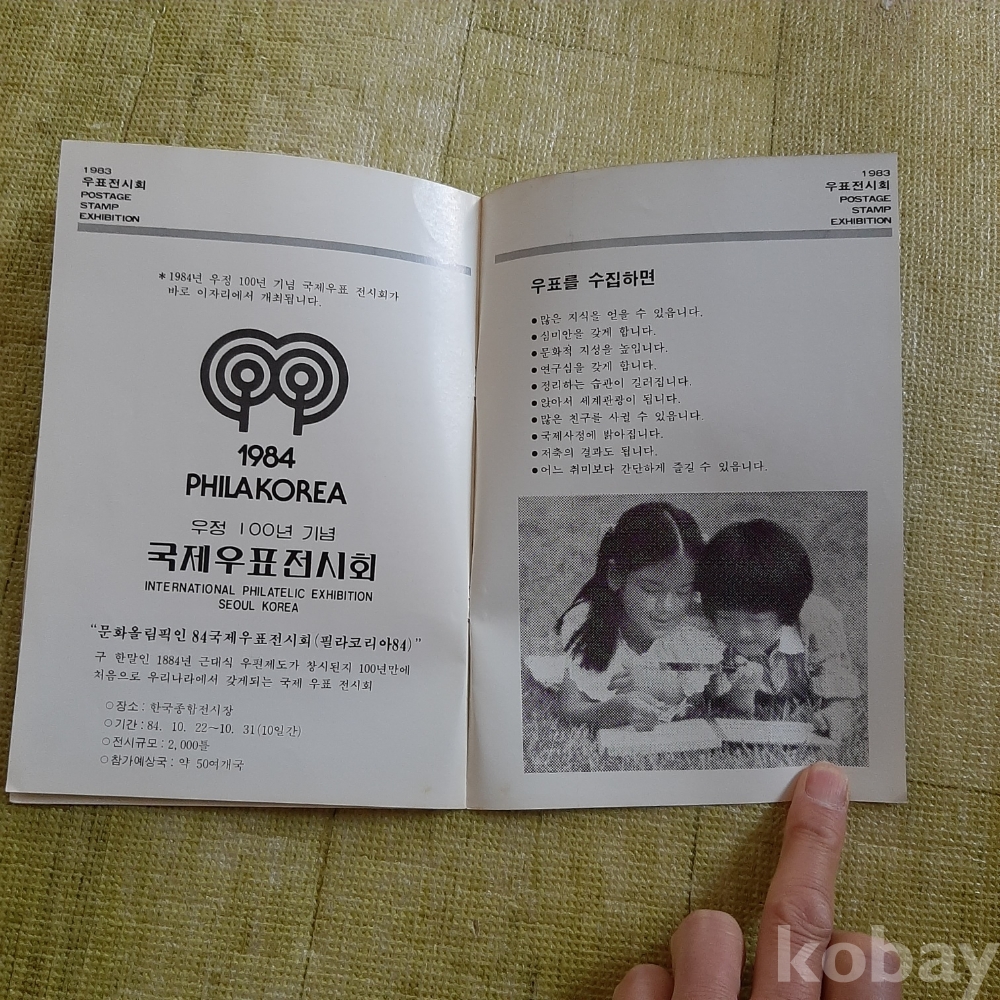 1983
우표전시회
POSTAGE
STAMP
EXHIBITION
*1984년 우정 100년 기념 국제우표 전시회가
바로 이자리에서 개최됩니다.
1984
PHILAKOREA
우정 100년 기념
국제우표전시회
INTERNATIONAL PHILATELIC EXHIBITION
SEOUL KOREA
"문화올림픽인 84국제우표전시회(필라코리아84)"
구 한말인 1884년 근대식 우편제도가 창시된지 100년만에
처음으로 우리나라에서 갖게되는 국제 우표 전시회
○장소: 한국종합전시장
○기간: 84. 10. 22~10. 31(10일간)
○전시규모: 2,000틀
○참가예상국: 약 50여개국
1983
우표전시회
POSTAGE
STAMP
EXHIBITION
우표를 수집하면
●많은 지식을 얻을 수 있읍니다.
●심미안을 갖게 합니다.
●문화적 지성을 높입니다.
●연구심을 갖게 합니다.
●정리하는 습관이 길러집니다.
●앉아서 세계관광이 됩니다.
●많은 친구를 사귈 수 있읍니다.
●국제사정에 밝아집니다.
●저축의 결과도 됩니다.
●어느 취미보다 간단하게 즐길 수 있읍니다.
kobay